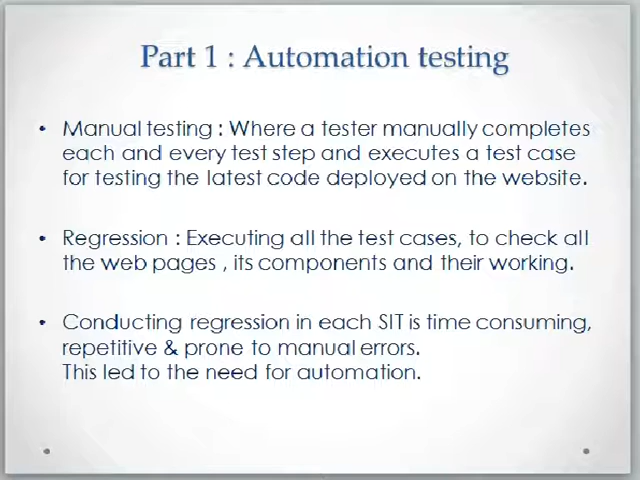 Part 1 : Automation testing
• Manual testing : Where a tester manually completes
each and every test step and executes a test case
for testing the latest code deployed on the website.
• Regression : Executing all the test cases, to check all
the web pages , its components and their working.
• Conducting regression in each SIT is time consuming,
repetitive & prone to manual errors.
This led to the need for automation.